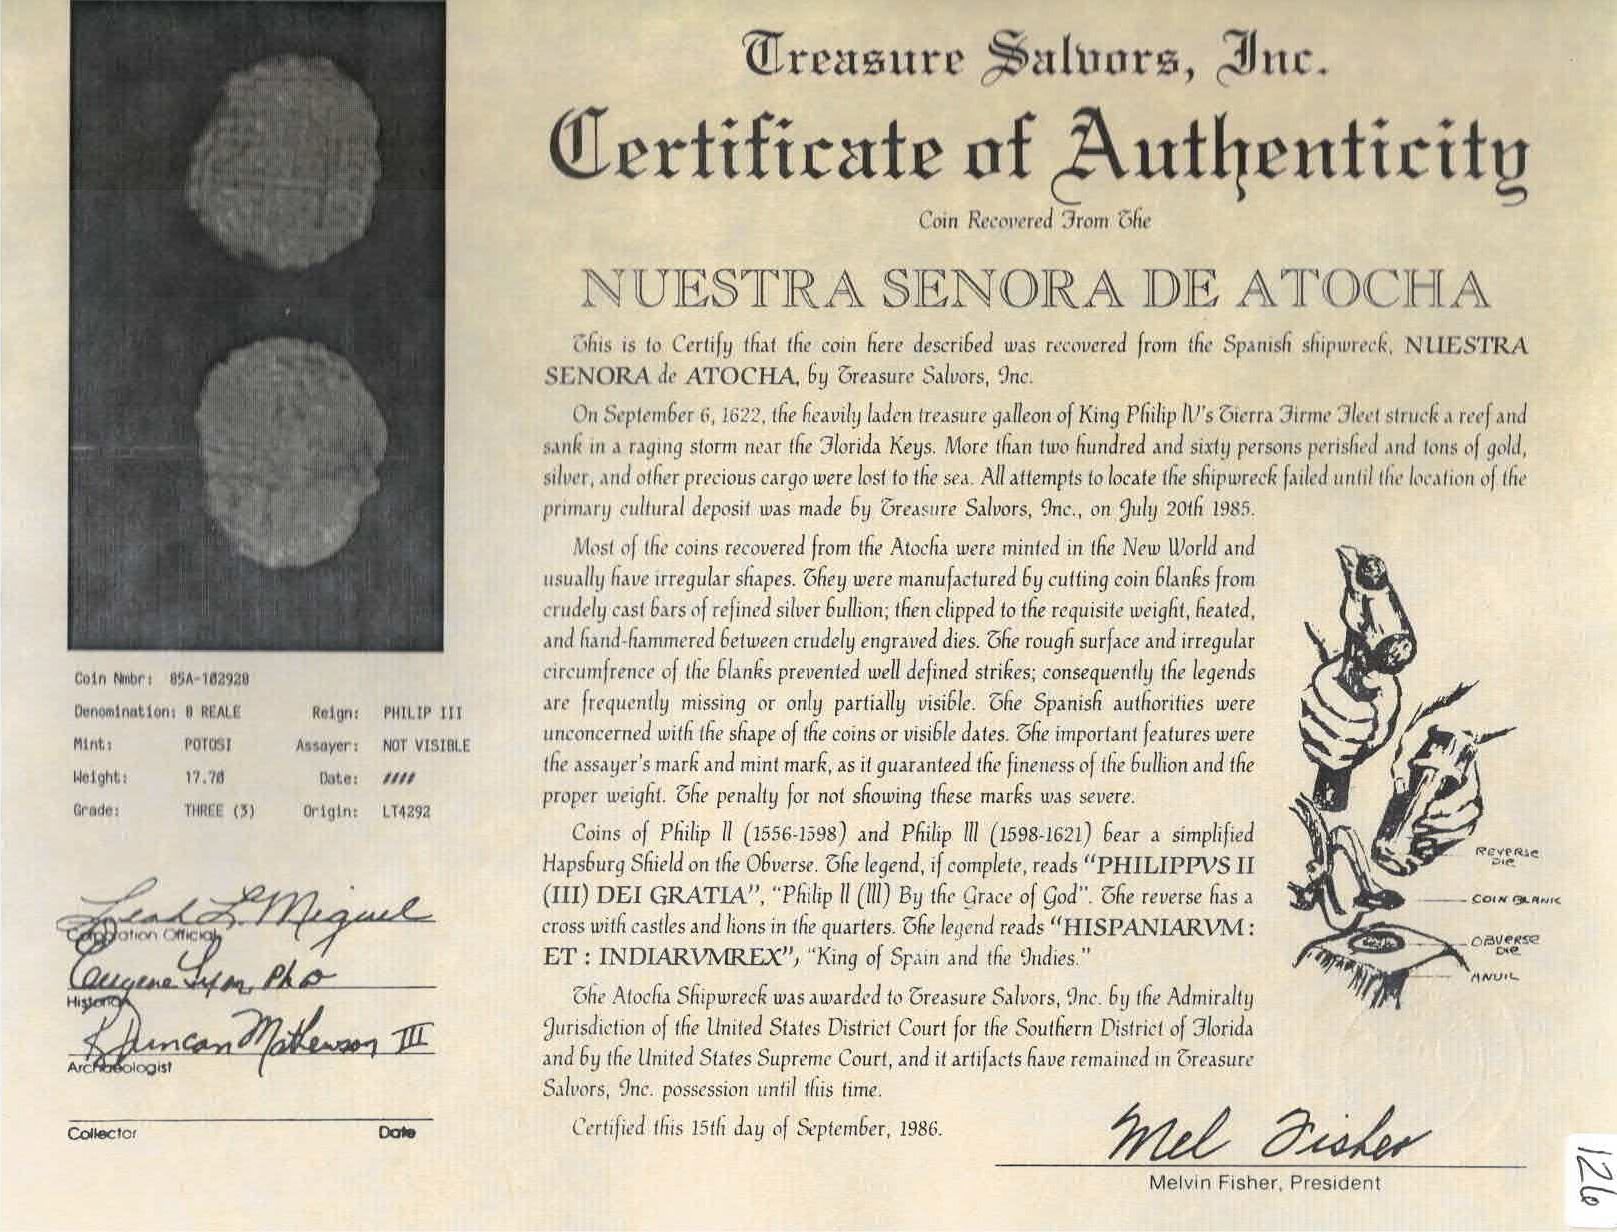 Treasure Salvors, Inc.
Certificate of Authenticity
Coin Recovered From The
NUESTRA SENORA DE ATOCHA
This is to Certify that the coin here described was recovered from the Spanish shipwreck, NUESTRA
SENORA de ATOCHA, by Treasure Salvors, Inc.
On September 6, 1622, the heavily laden treasure galleon of King Philip IV's Tierra Firme Fleet struck a reef and
sank in a raging storm near the Florida Keys. More than two hundred and sixty persons perished and tons of gold,
silver, and other precious cargo were lost to the sea. All attempts to locate the shipwreck failed until the location of the
primary cultural deposit was made by Treasure Salvors, Inc., on July 20th 1985.
Most of the coins recovered from the Atocha were minted in the New World and
usually have irregular shapes. They were manufactured by cutting coin blanks from
crudely cast bars of refined silver bullion; then clipped to the requisite weight, heated,
and hand-hammered between crudely engraved dies. The rough surface and irregular
circumfrence of the blanks prevented well defined strikes; consequently the legends
are frequently missing or only partially visible. The Spanish authorities were
unconcerned with the shape of the coins or visible dates. The important features were
the assayer's mark and mint mark, as it guaranteed the fineness of the bullion and the
proper weight. The penalty for not showing these marks was severe.
Coins of Philip II (1556-1598) and Philip III (1598-1621) bear a simplified
Hapsburg Shield on the Obverse. The legend, if complete, reads "PHILIPPVS II
(III) DEI GRATIA", "Philip II (III) By the Grace of God". The reverse has a
cross with castles and lions in the quarters. The legend reads "HISPANIARVM :
ET : INDIARVMREX", "King of Spain and the Indies."
The Atocha Shipwreck was awarded to Treasure Salvors, Inc. by the Admiralty
Jurisdiction of the United States District Court for the Southern District of Florida
and by the United States Supreme Court, and it artifacts have remained in Treasure
Salvors, Inc. possession until this time.
Certified this 15th day of September, 1986.
REVERSE
DIE
COIN BLANK
OBVERSE
DIE
ANVIL
Mel Fisher
Melvin Fisher, President
Coin Nmbr: 85A-102920
Denomination: 8 REALE Reign: PHILIP III
Mint: POTOSI Assayer: NOT VISIBLE
Weight: 17.70 Date: ////
Grade: THREE (3) Origin: LT4292
Leah L. Miguel
Corporation Official
Eugene Lyon, PhD
Historian
R Duncan Mathewson III
Archaeologist
Collector Date
126